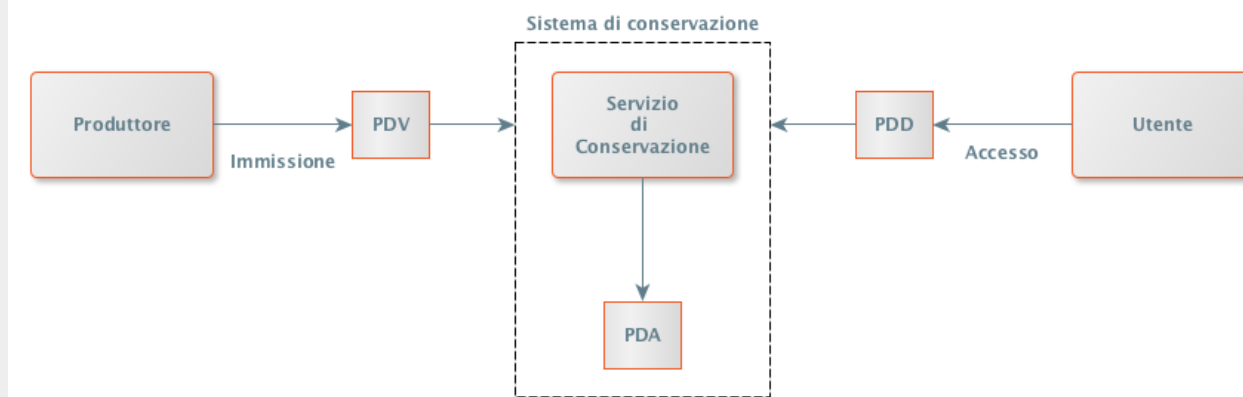 Sistema di conservazione
Produttore
Immissione
PDV
Servizio
di
Conservazione
PDA
PDD
Accesso
Utente